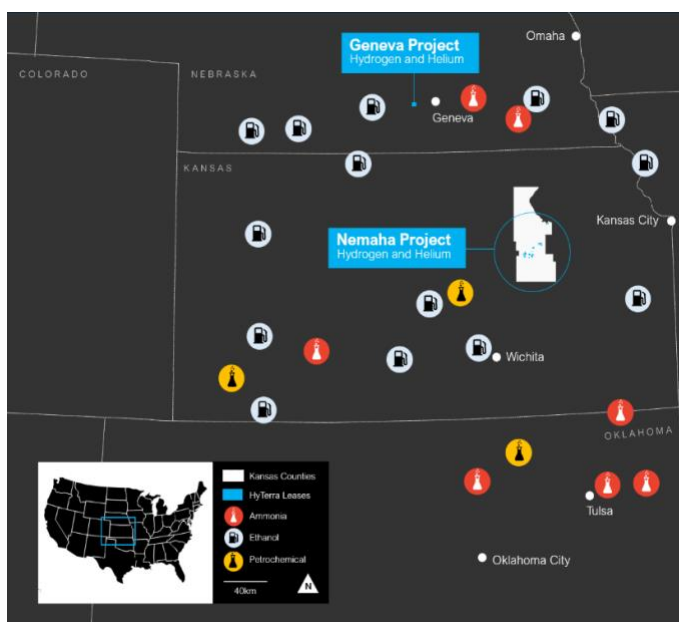 Omaha
Geneva Project
Hydrogen and Helium
COLORADO
NEBRASKA
Geneva
KANSAS
Kansas City
Nemaha Project
Hydrogen and Helium
Wichita
OKLAHOMA
Tulsa
Oklahoma City
Kansas Counties
HyTerra Leases
Ammonia
Ethanol
Petrochemical
40km
N